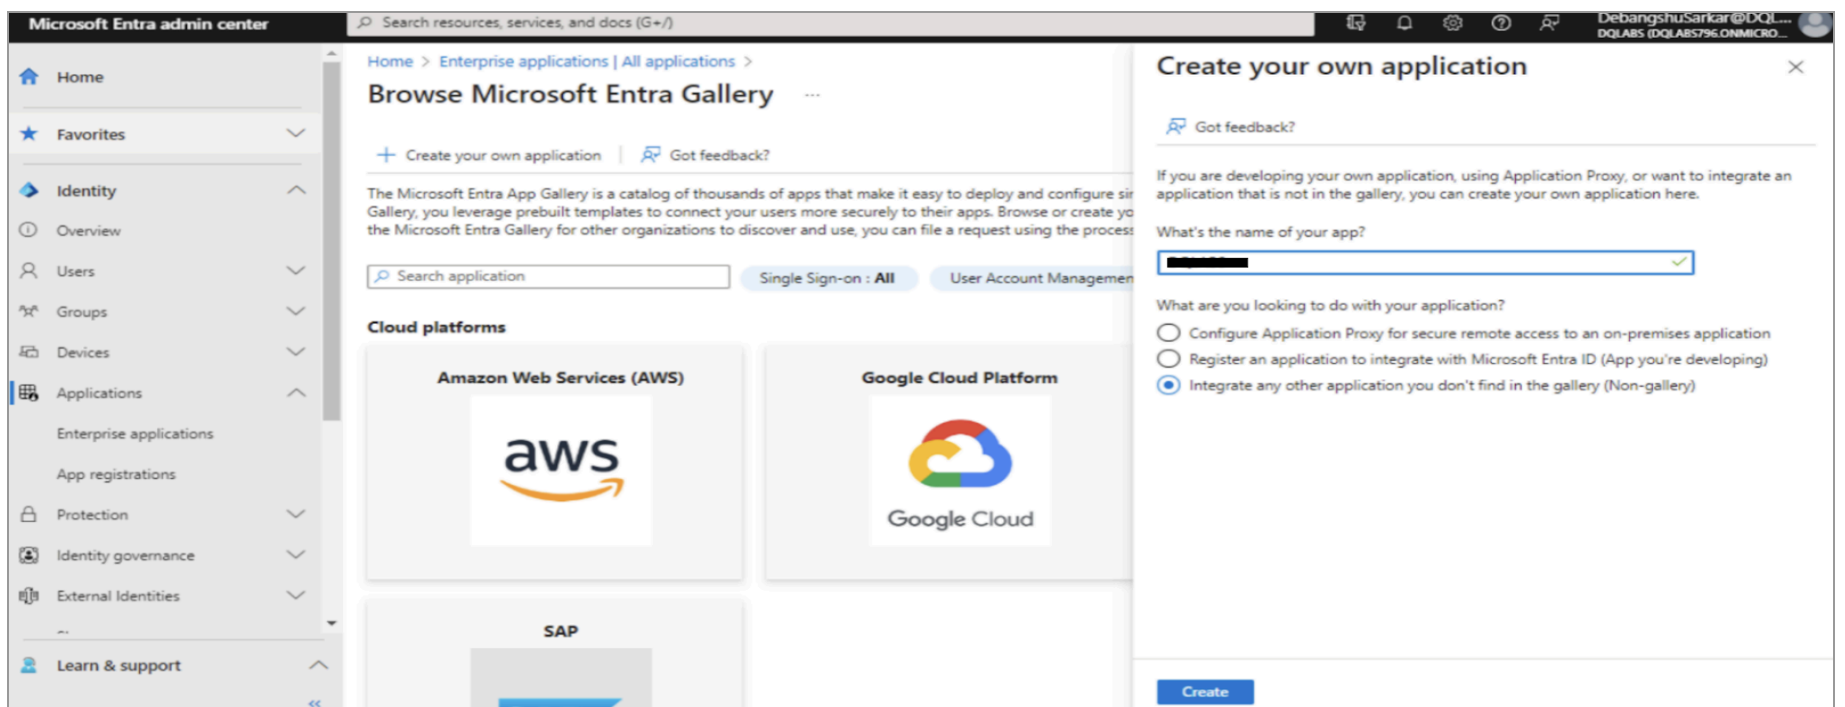 Microsoft Entra admin center
Search resources, services, and docs (G+/)
DebangshuSarkar@DQL...
DQLABS (DQLABS796.ONMICRO...
Home
Favorites
Identity
Overview
Users
Groups
Devices
Applications
Enterprise applications
App registrations
Protection
Identity governance
External Identities
Learn & support
Home > Enterprise applications | All applications >
Browse Microsoft Entra Gallery ...
+ Create your own application
Got feedback?
The Microsoft Entra App Gallery is a catalog of thousands of apps that make it easy to deploy and configure sin
Gallery, you leverage prebuilt templates to connect your users more securely to their apps. Browse or create yo
the Microsoft Entra Gallery for other organizations to discover and use, you can file a request using the process
Search application
Single Sign-on : All
User Account Managemen
Cloud platforms
Amazon Web Services (AWS)
aws
Google Cloud Platform
Google Cloud
SAP
Create your own application
Got feedback?
If you are developing your own application, using Application Proxy, or want to integrate an
application that is not in the gallery, you can create your own application here.
What's the name of your app?
What are you looking to do with your application?
Configure Application Proxy for secure remote access to an on-premises application
Register an application to integrate with Microsoft Entra ID (App you're developing)
Integrate any other application you don't find in the gallery (Non-gallery)
Create